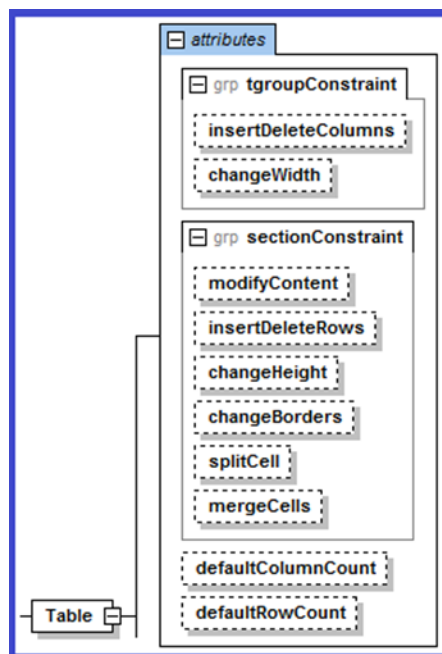 attributes
grp tgroupConstraint
insertDeleteColumns
changeWidth
grp sectionConstraint
modifyContent
insertDeleteRows
changeHeight
changeBorders
splitCell
mergeCells
defaultColumnCount
defaultRowCount
Table